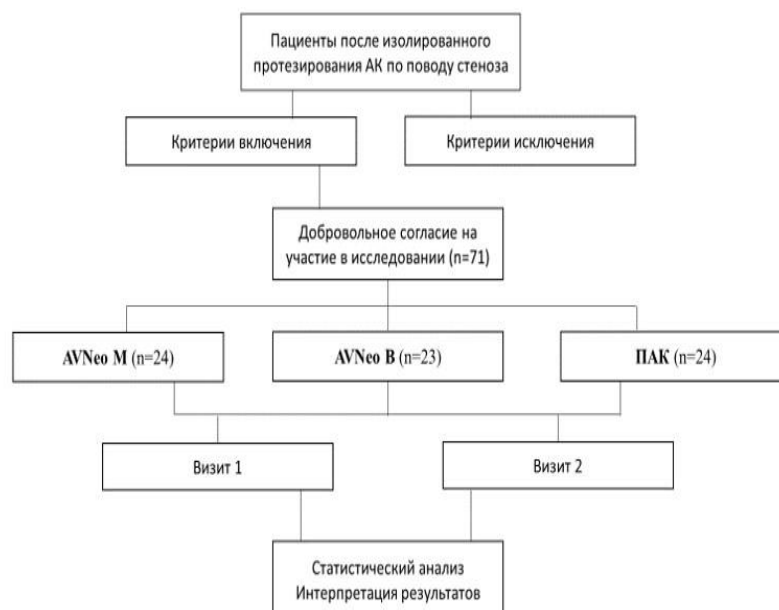 Пациенты после изолированного
протезирования АК по поводу стеноза
Критерии включения
Критерии исключения
Добровольное согласие на
участие в исследовании (n=71)
AVNeo M (n=24)
AVNeo B (n=23)
ПАК (n=24)
Визит 1
Визит 2
Статистический анализ
Интерпретация результатов